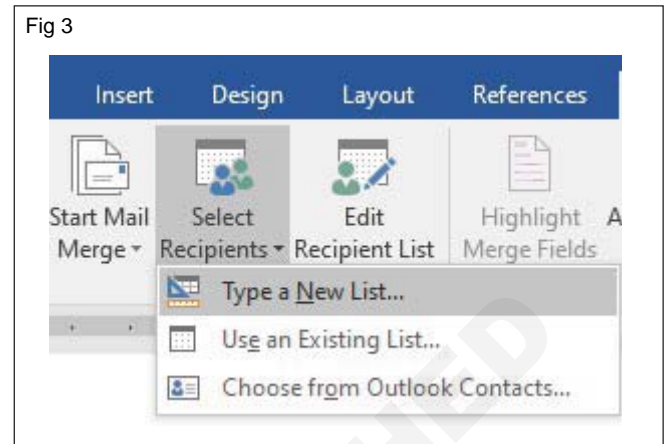 Fig 3
Insert Design Layout References
Start Mail Select Edit Highlight A
Merge Recipients Recipient List Merge Fields
Type a New List...
Use an Existing List...
Choose from Outlook Contacts...
HED